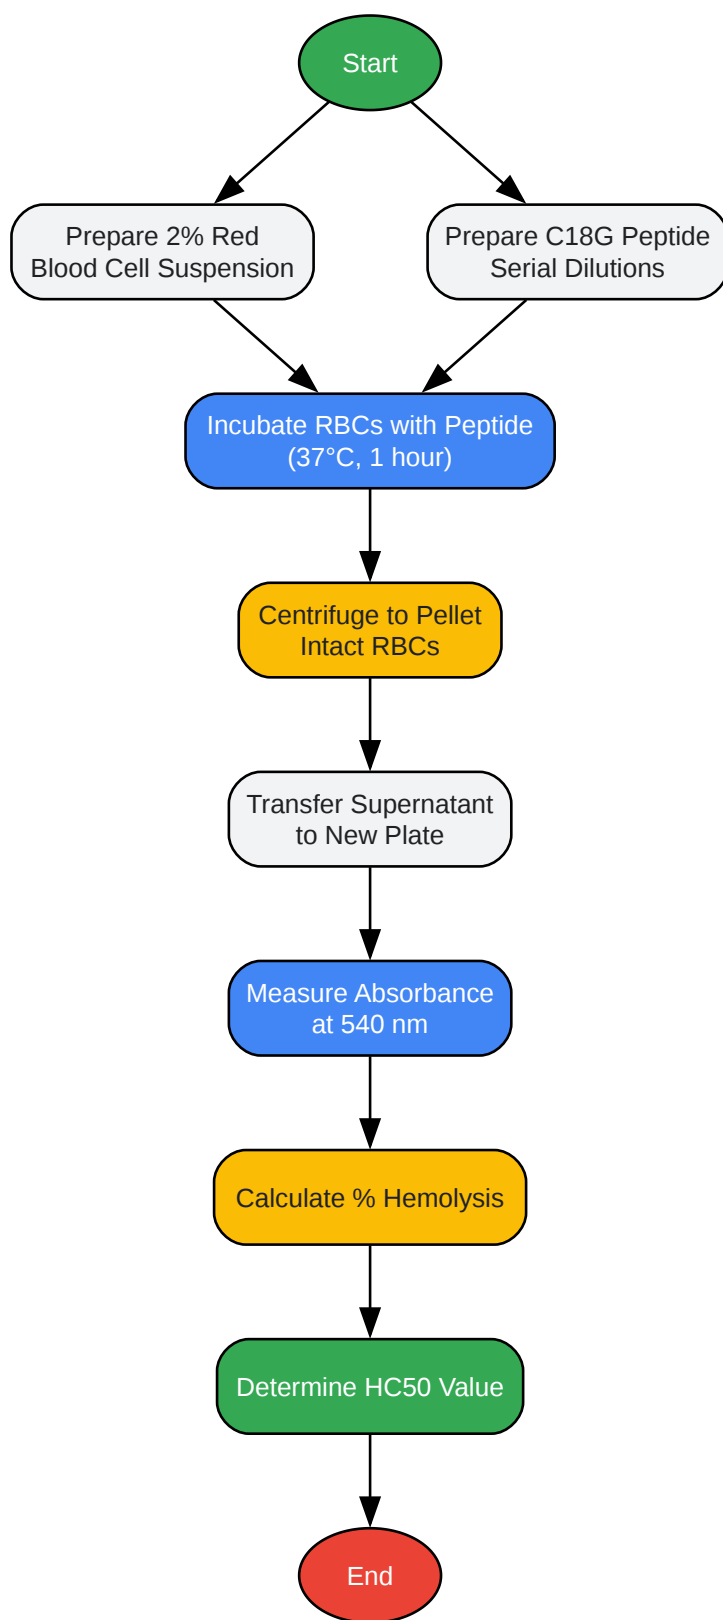 Start
Prepare 2% Red
Blood Cell Suspension
Prepare C18G Peptide
Serial Dilutions
Incubate RBCs with Peptide
(37°C, 1 hour)
Centrifuge to Pellet
Intact RBCs
Transfer Supernatant
to New Plate
Measure Absorbance
at 540 nm
Calculate % Hemolysis
Determine HC50 Value
End